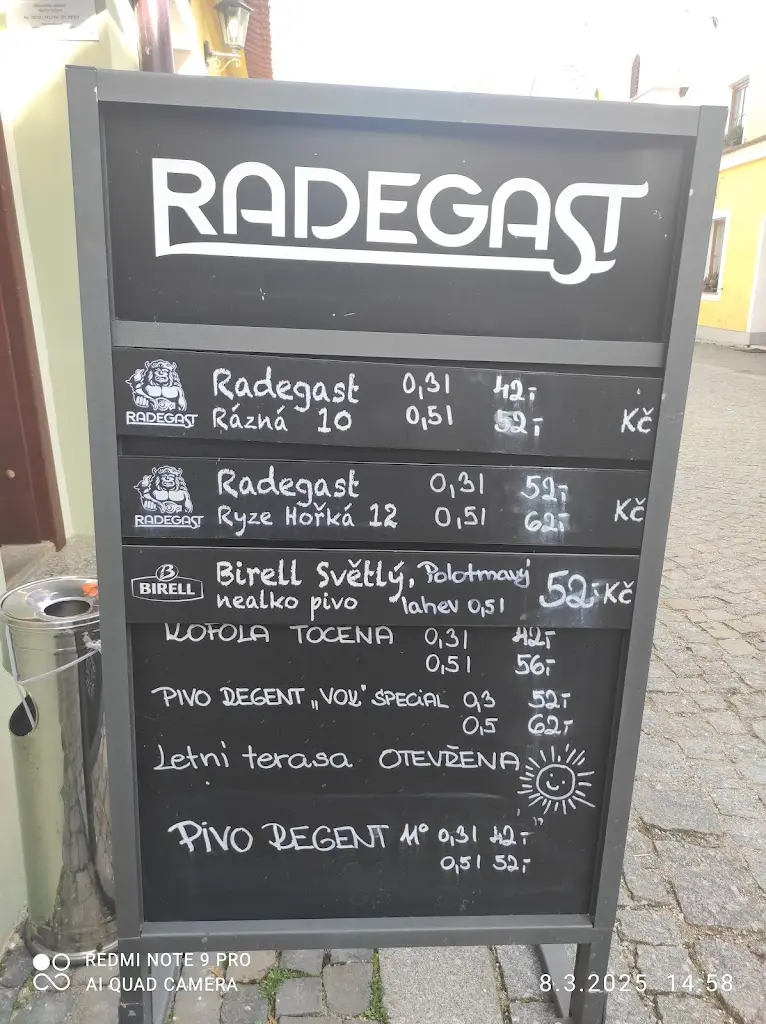 RADEGAST
RADEGAST
Radegast 0,3l 42,-
Rázná 10 0,5l 52,- Kč
RADEGAST
Radegast 0,3l 52,-
Ryze Hořká 12 0,5l 62,- Kč
B
BIRELL
Birell Světlý, Polotmavý 52,- Kč
nealko pivo lahev 0,5l
KOFOLA TOČENA 0,3l 42,-
0,5l 56,-
PIVO REGENT „VOK" SPECIAL 0,3 52,-
0,5 62,-
Letni terasa OTEVŘENA
PIVO REGENT 11° 0,3l 42,-
0,5l 52,-
REDMI NOTE 9 PRO
AI QUAD CAMERA
8.3.2025 14:58